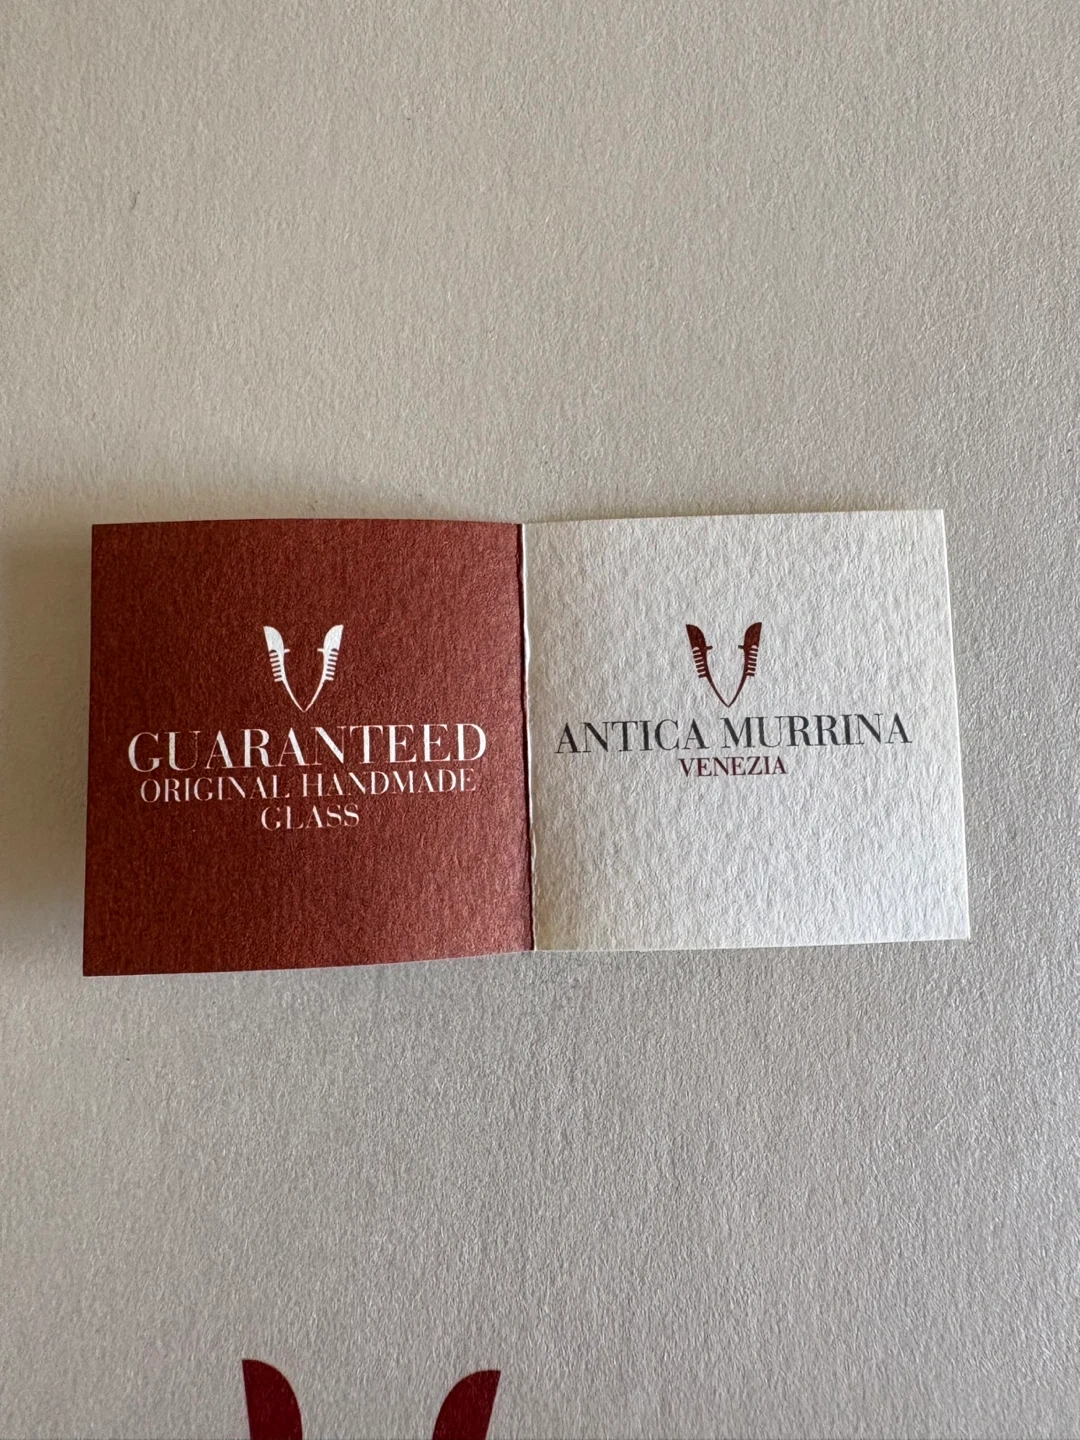 GUARANTEED
ORIGINAL HANDMADE
GLASS
ANTICA MURRINA
VENEZIA